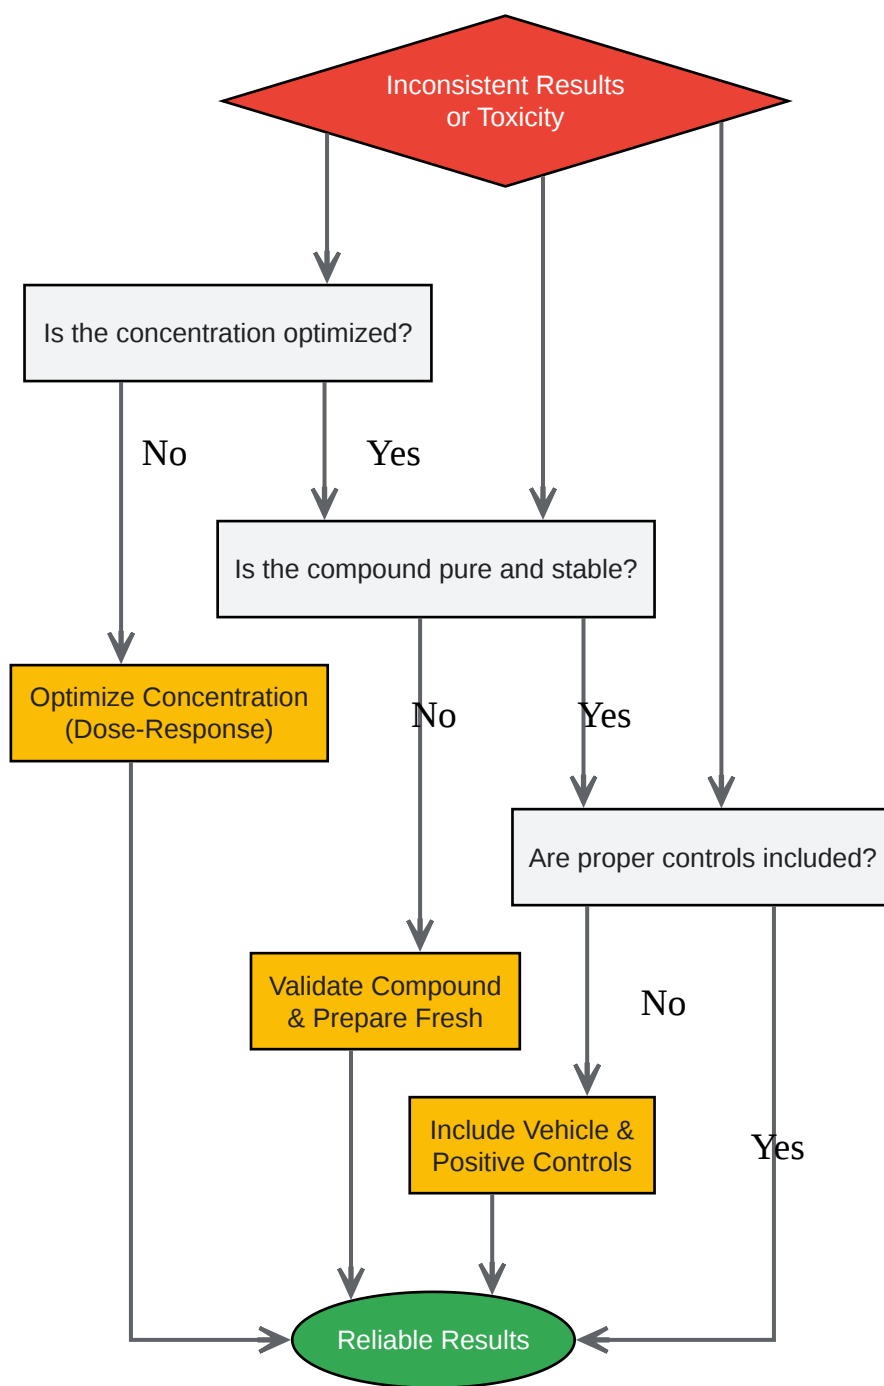 Inconsistent Results
or Toxicity
Is the concentration optimized?
No
Yes
Is the compound pure and stable?
Optimize Concentration
(Dose-Response)
No
Yes
Are proper controls included?
Validate Compound
& Prepare Fresh
No
Include Vehicle &
Positive Controls
Yes
Reliable Results